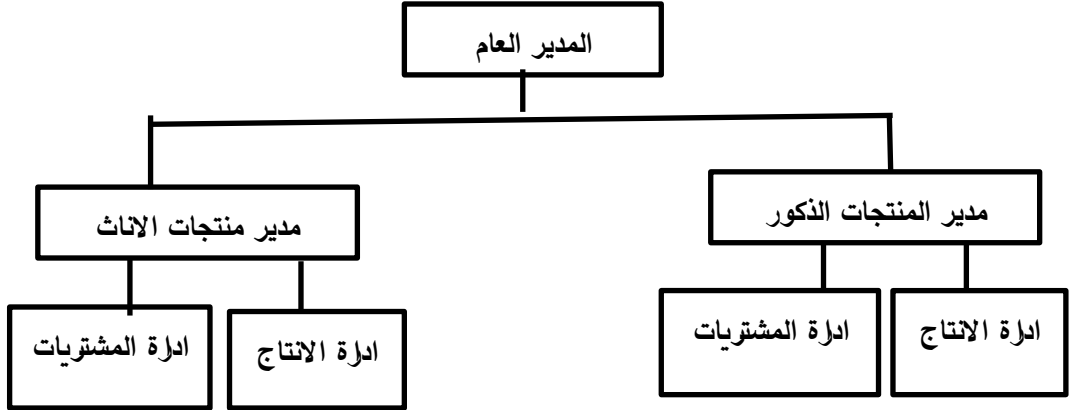 المدير العام
مدير المنتجات الذكور
مدير منتجات الاناث
ادارة الانتاج
ادارة المشتريات
ادارة الانتاج
ادارة المشتريات